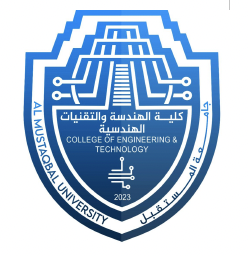 كلية الهندسة والتقنيات
الهندسية
COLLEGE OF ENGINEERING &
TECHNOLOGY
2023
AL MUSTAQBAL UNIVERSITY
جامعة المستقبل